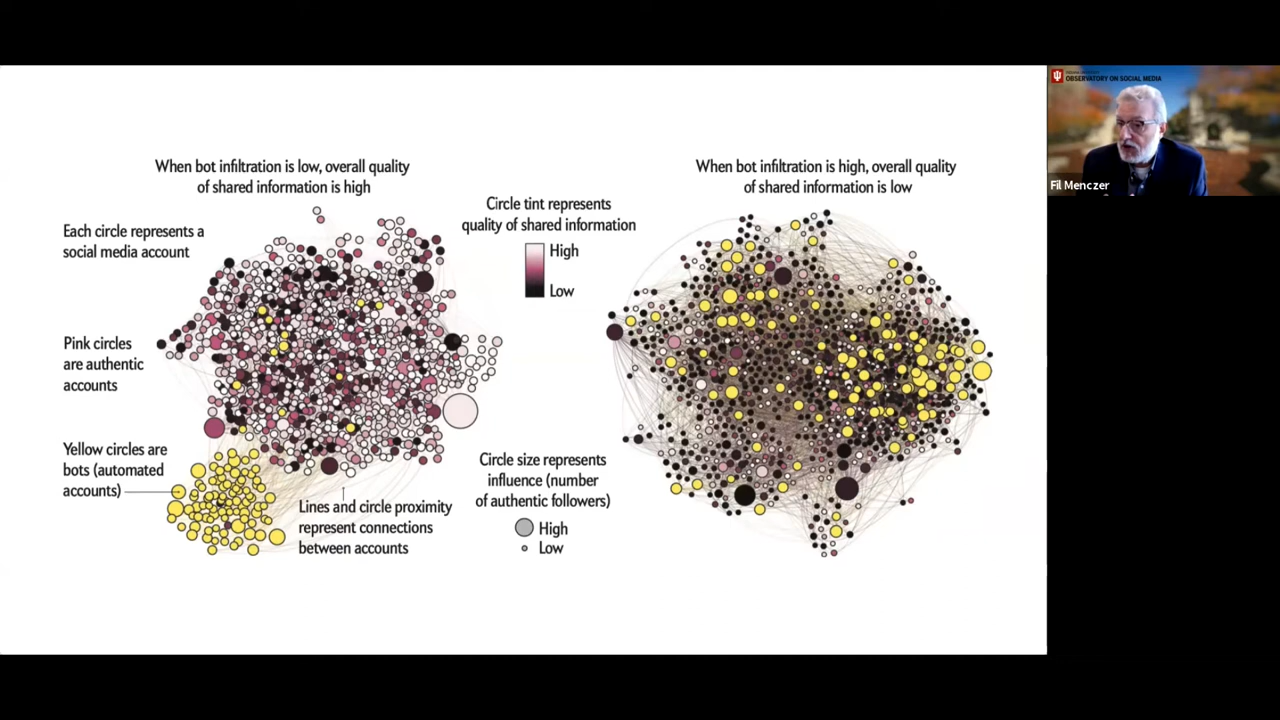 When bot infiltration is low, overall quality
of shared information is high
Each circle represents a
social media account
Pink circles
are authentic
accounts
Yellow circles are
bots (automated
accounts)
Lines and circle proximity
represent connections
between accounts
Circle tint represents
quality of shared information
High
Low
Circle size represents
influence (number
of authentic followers)
High
Low
When bot infiltration is high, overall quality
of shared information is low
OBSERVATORY ON SOCIAL MEDIA
Fil Menczer